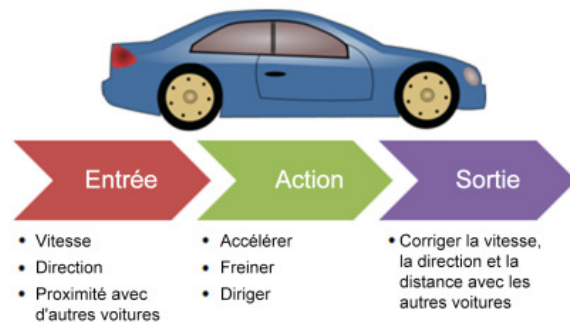 Entrée
Action
Sortie
• Vitesse
• Direction
• Proximité avec
d'autres voitures
• Accélérer
• Freiner
• Diriger
• Corriger la vitesse,
la direction et la
distance avec les
autres voitures